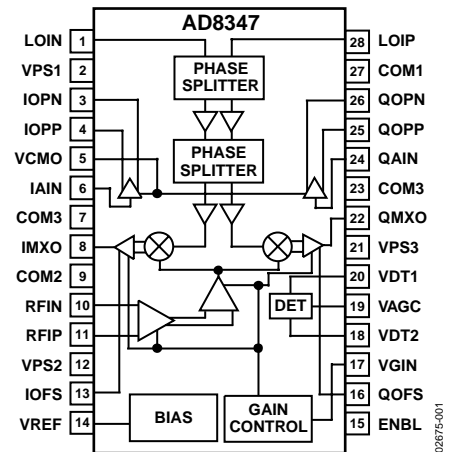 AD8347
LOIN 1
VPS1 2
IOPN 3
IOPP 4
VCMO 5
IAIN 6
COM3 7
IMXO 8
COM2 9
RFIN 10
RFIP 11
VPS2 12
IOFS 13
VREF 14
PHASE
SPLITTER
PHASE
SPLITTER
DET
BIAS
GAIN
CONTROL
28 LOIP
27 COM1
26 QOPN
25 QOPP
24 QAIN
23 COM3
22 QMXO
21 VPS3
20 VDT1
19 VAGC
18 VDT2
17 VGIN
16 QOFS
15 ENBL
02675-001